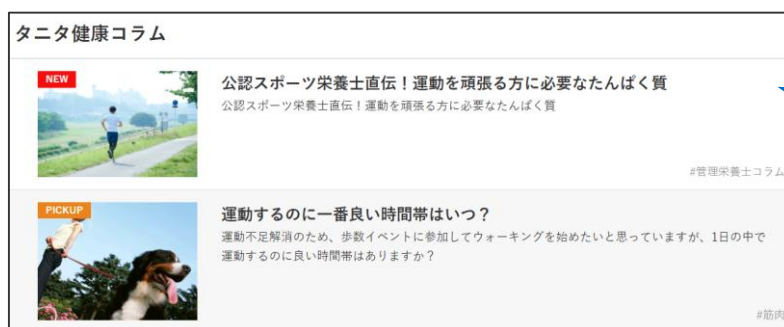 タニタ健康コラム
NEW
公認スポーツ栄養士直伝！運動を頑張る方に必要なたんぱく質
公認スポーツ栄養士直伝！運動を頑張る方に必要なたんぱく質
#管理栄養士コラム
PICKUP
運動するのに一番良い時間帯はいつ？
運動不足解消のため、歩数イベントに参加してウォーキングを始めたいと思っていますが、1日の中で
運動するのに良い時間帯はありますか？
#筋肉